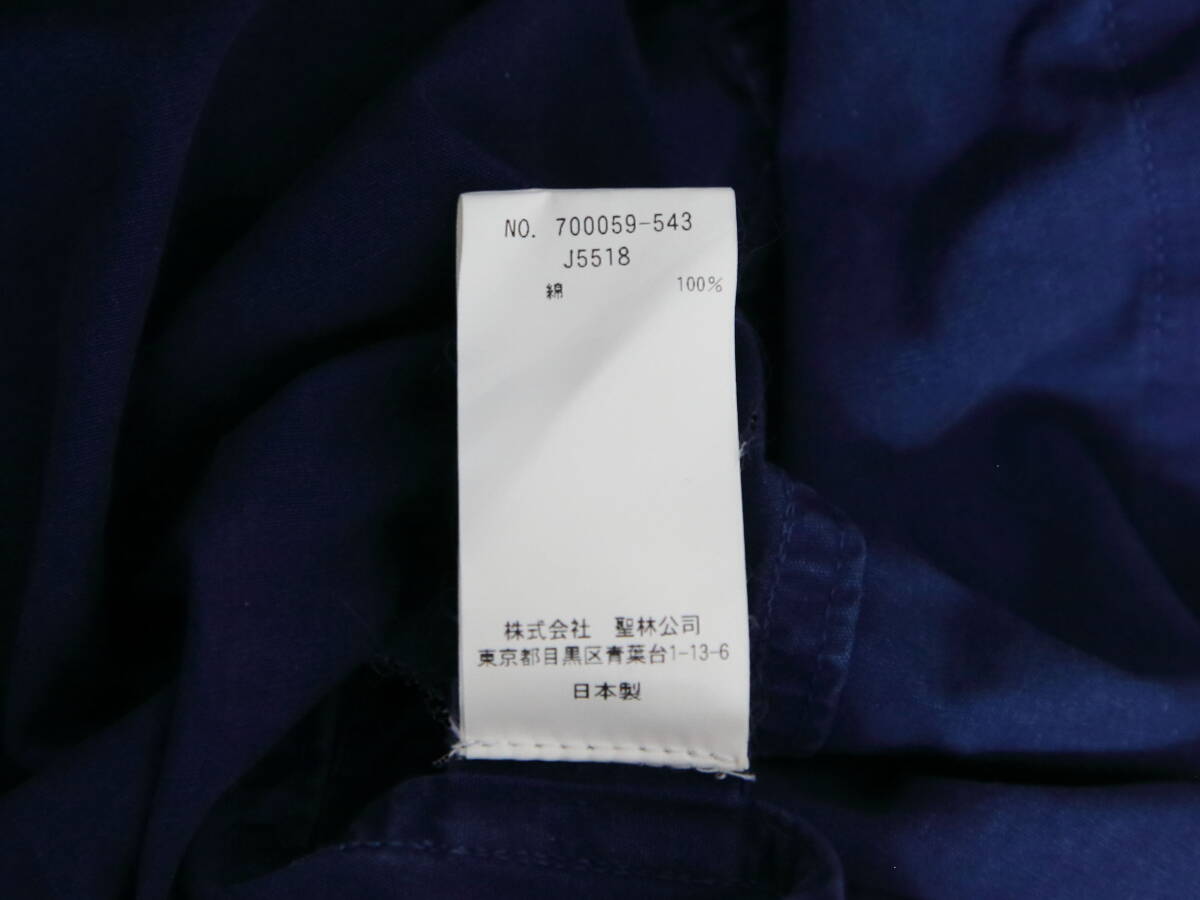 NO. 700059-543
J5518
綿 100%
株式会社 聖林公司
東京都目黒区青葉台1-13-6
日本製